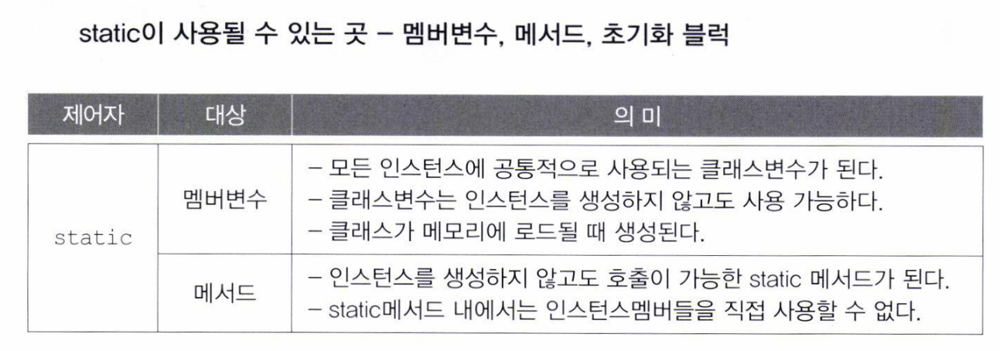 static이 사용될 수 있는 곳 – 멤버변수, 메서드, 초기화 블럭
제어자 대상 의 미
static
멤버변수
– 모든 인스턴스에 공통적으로 사용되는 클래스변수가 된다.
– 클래스변수는 인스턴스를 생성하지 않고도 사용 가능하다.
– 클래스가 메모리에 로드될 때 생성된다.
메서드
– 인스턴스를 생성하지 않고도 호출이 가능한 static 메서드가 된다.
– static메서드 내에서는 인스턴스멤버들을 직접 사용할 수 없다.